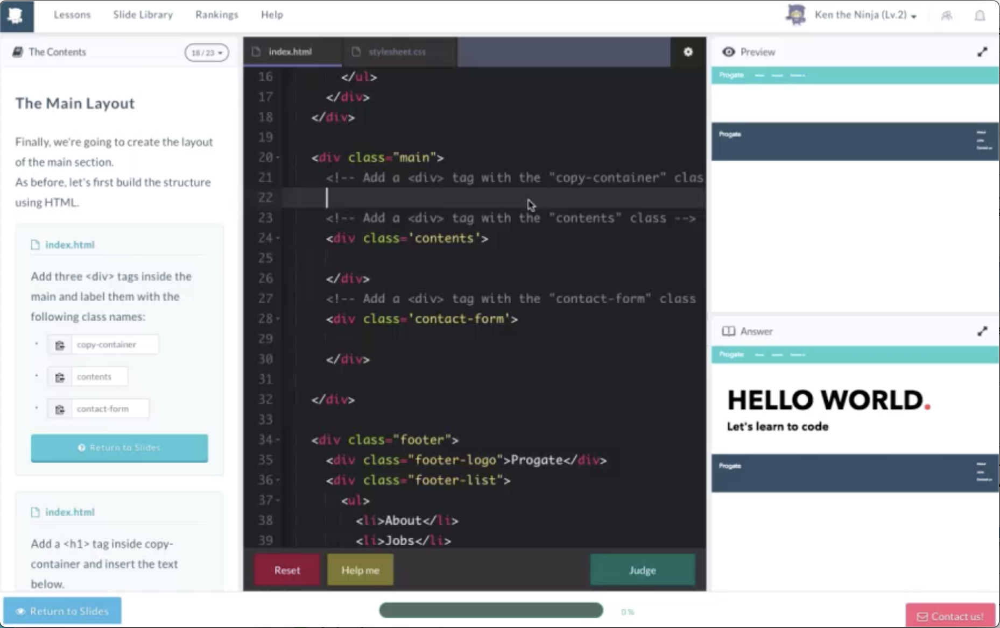 Lessons
Slide Library
Rankings
Help
Ken the Ninja (Lv.2)
The Contents
18/23
The Main Layout
Finally, we're going to create the layout
of the main section.
As before, let's first build the structure
using HTML.
index.html
Add three <div> tags inside the
main and label them with the
following class names:
· copy-container
· contents
· contact-form
Return to Slides
index.html
Add a <h1> tag inside copy-
container and insert the text
below.
index.html
stylesheet.css
16 </ul>
17 </div>
18 </div>
19
20 <div class="main">
21 <!-- Add a <div> tag with the "copy-container" clas
22
23 <!-- Add a <div> tag with the "contents" class -->
24 <div class='contents'>
25
26 </div>
27 <!-- Add a <div> tag with the "contact-form" class
28 <div class='contact-form'>
29
30 </div>
31
32 </div>
33
34 <div class="footer">
35 <div class="footer-logo">Progate</div>
36 <div class="footer-list">
37 <ul>
38 <li>About</li>
39 <li>Jobs</li>
Reset
Help me
Judge
Preview
Progate
Progate
Answer
Progate
HELLO WORLD.
Let's learn to code
Progate
Return to Slides
0%
Contact us!